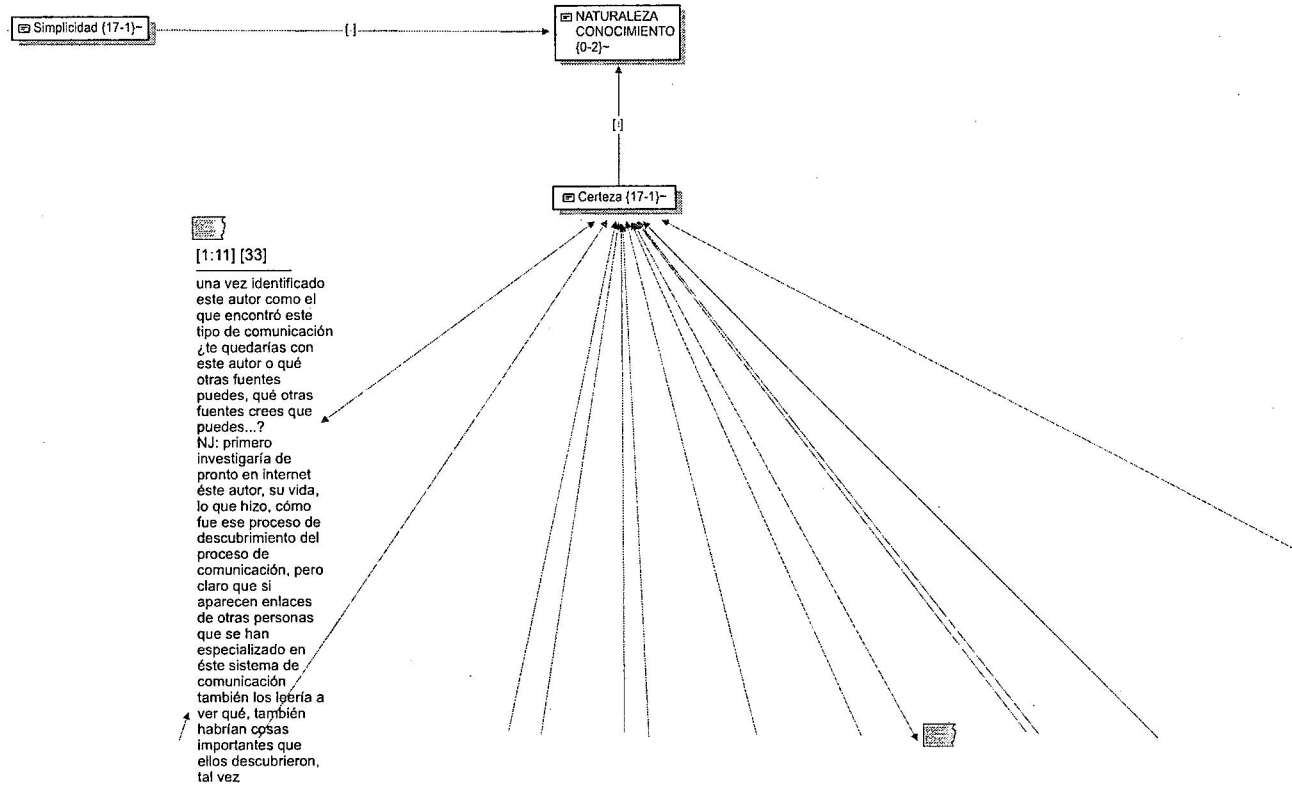 Simplicidad {17-1}~
[·]
NATURALEZA
CONOCIMIENTO
{0-2}~
[·]
Certeza {17-1}~
[1:11] [33]
una vez identificado
este autor como el
que encontró este
tipo de comunicación
¿te quedarías con
este autor o qué
otras fuentes
puedes, qué otras
fuentes crees que
puedes...?
NJ: primero
investigaría de
pronto en internet
éste autor, su vida,
lo que hizo, cómo
fue ese proceso de
descubrimiento del
proceso de
comunicación, pero
claro que si
aparecen enlaces
de otras personas
que se han
especializado en
éste sistema de
comunicación
también los leería a
ver qué, también
habrían cosas
importantes que
ellos descubrieron,
tal vez